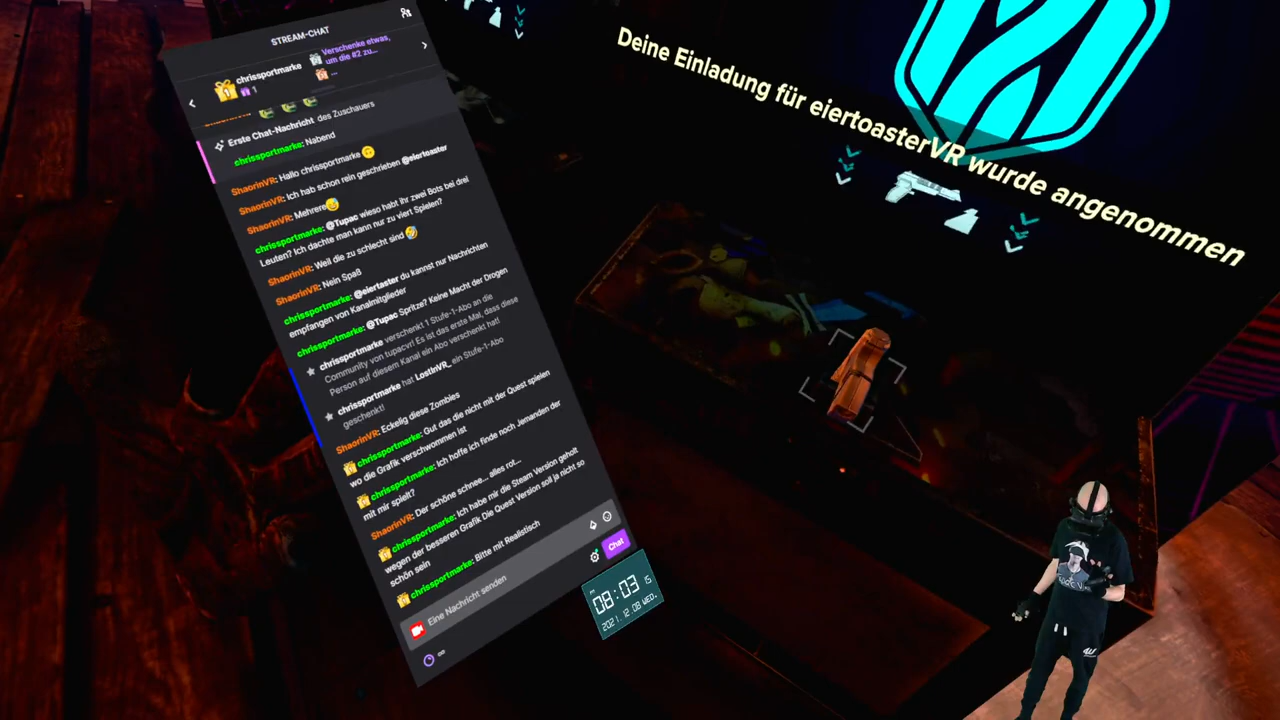 STREAM-CHAT
chrissportmarke
1
Verschenke etwas,
um die #2 zu...
...
Erste Chat-Nachricht des Zuschauers
chrissportmarke: Nabend
ShaorinVR: Hallo chrissportmarke 🙃
ShaorinVR: Ich hab schon rein geschrieben @eiertoaster
ShaorinVR: Mehrere😅
chrissportmarke: @Tupac wieso habt ihr zwei Bots bei drei
Leuten? Ich dachte man kann nur zu viert Spielen?
ShaorinVR: Weil die zu schlecht sind 🤣
ShaorinVR: Nein Spaß
chrissportmarke: @eiertaster du kannst nur Nachrichten
empfangen von Kanalmitglieder
chrissportmarke: @Tupac Spritze? Keine Macht der Drogen
chrissportmarke verschenkt 1 Stufe-1-Abo an die
Community von tupacvr! Es ist das erste Mal, dass diese
Person auf diesem Kanal ein Abo verschenkt hat!
chrissportmarke hat LostInVR_ ein Stufe-1-Abo
geschenkt!
ShaorinVR: Eckelig diese Zombies
chrissportmarke: Gut das die nicht mit der Quest spielen
wo die Grafik verschwommen ist
chrissportmarke: Ich hoffe ich finde noch Jemanden der
mit mir spielt?
ShaorinVR: Der schöne schnee... alles rot...
chrissportmarke: Ich habe mir die Steam Version geholt
wegen der besseren Grafik Die Quest Version soll ja nicht so
schön sein
chrissportmarke: Bitte mit Realistisch
Eine Nachricht senden
Chat
∞
08:03 15
2021. 12. 08 WED.
Deine Einladung für eiertoasterVR wurde angenommen